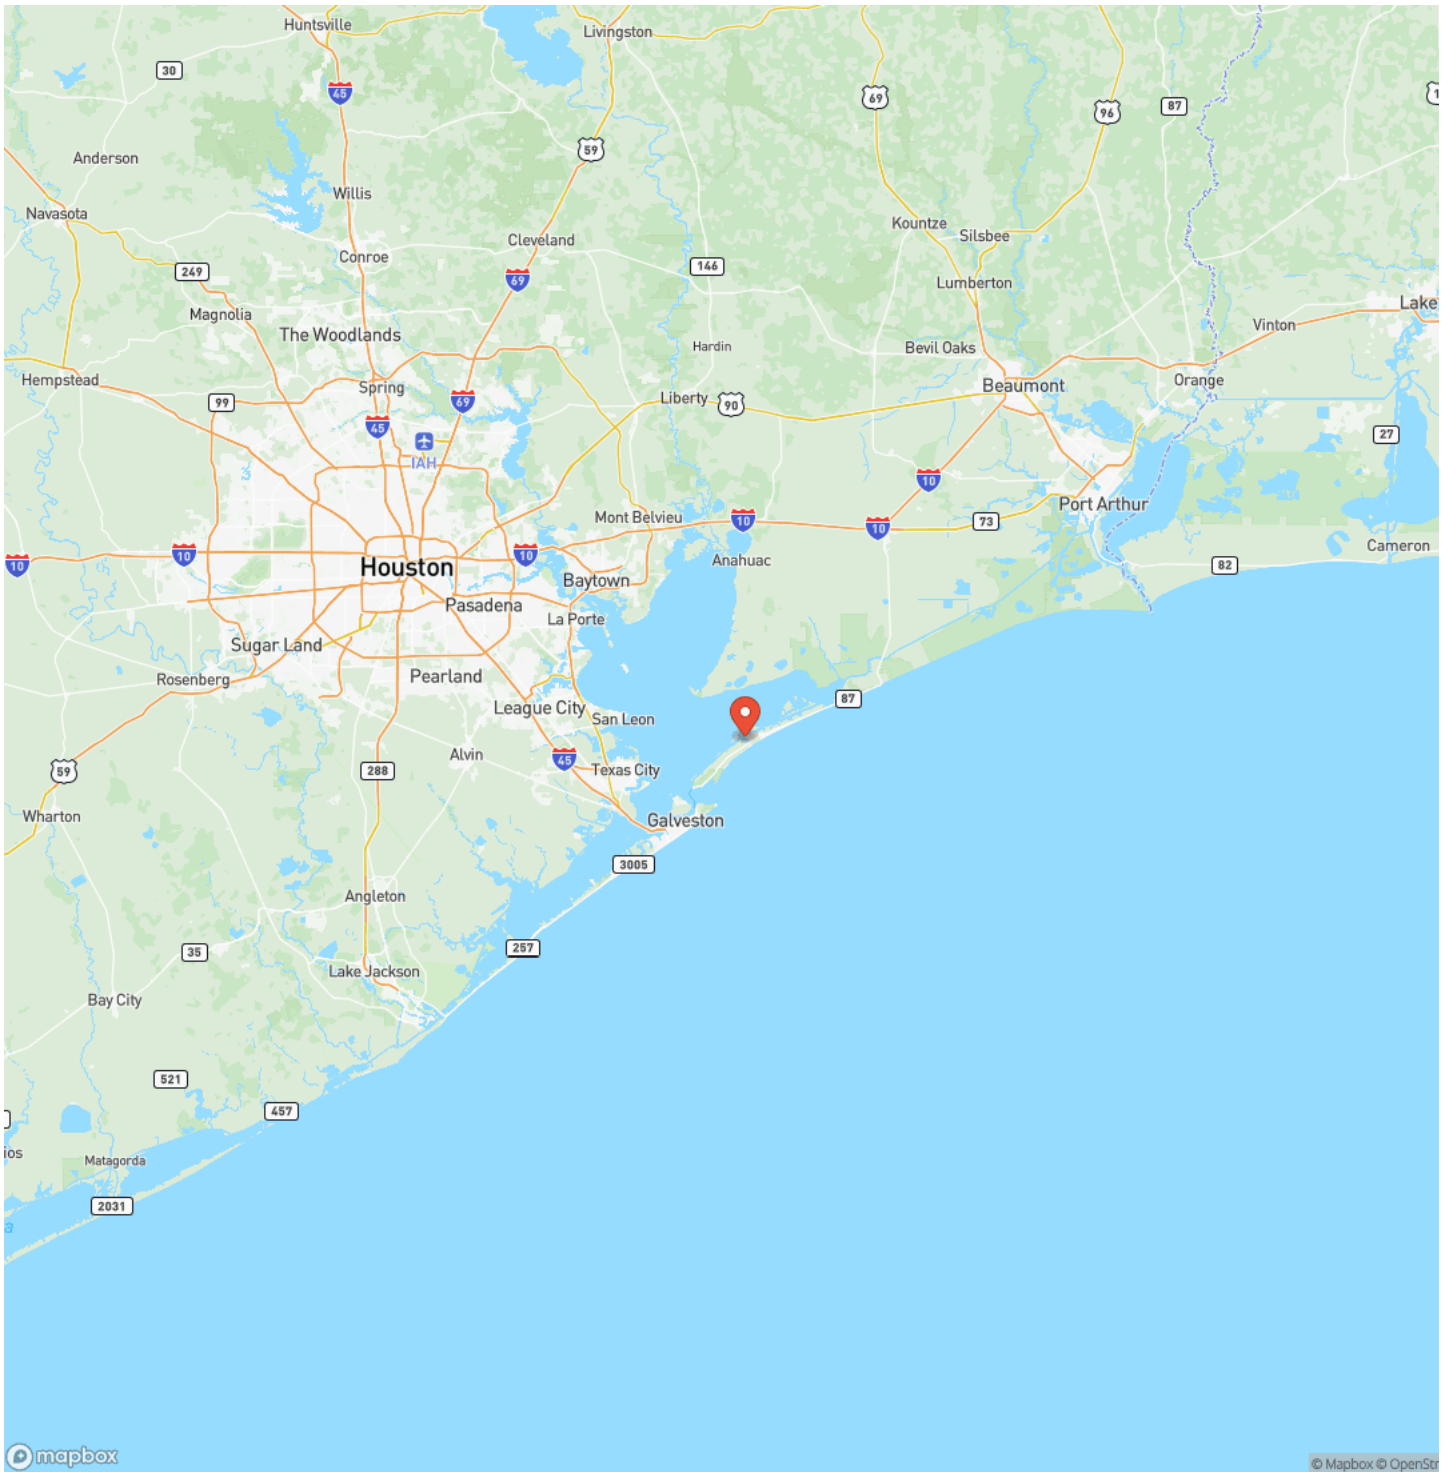 Huntsville
Livingston
30
45
69
96
87
1
59
Anderson
Willis
Navasota
Kountze
Silsbee
Cleveland
Conroe
249
69
146
Lumberton
Magnolia
Lake
The Woodlands
Vinton
Hardin
Bevil Oaks
Hempstead
Spring
Orange
Beaumont
99
69
Liberty
90
45
27
IAH
10
Port Arthur
Mont Belvieu
10
10
73
10
10
10
Houston
Anahuac
Cameron
82
Baytown
Pasadena
La Porte
Sugar Land
Rosenberg
Pearland
87
League City
San Leon
Alvin
45
59
288
Texas City
Wharton
Galveston
3005
Angleton
35
257
Lake Jackson
Bay City
521
457
ios
Matagorda
2031
a
mapbox
© Mapbox © OpenStr